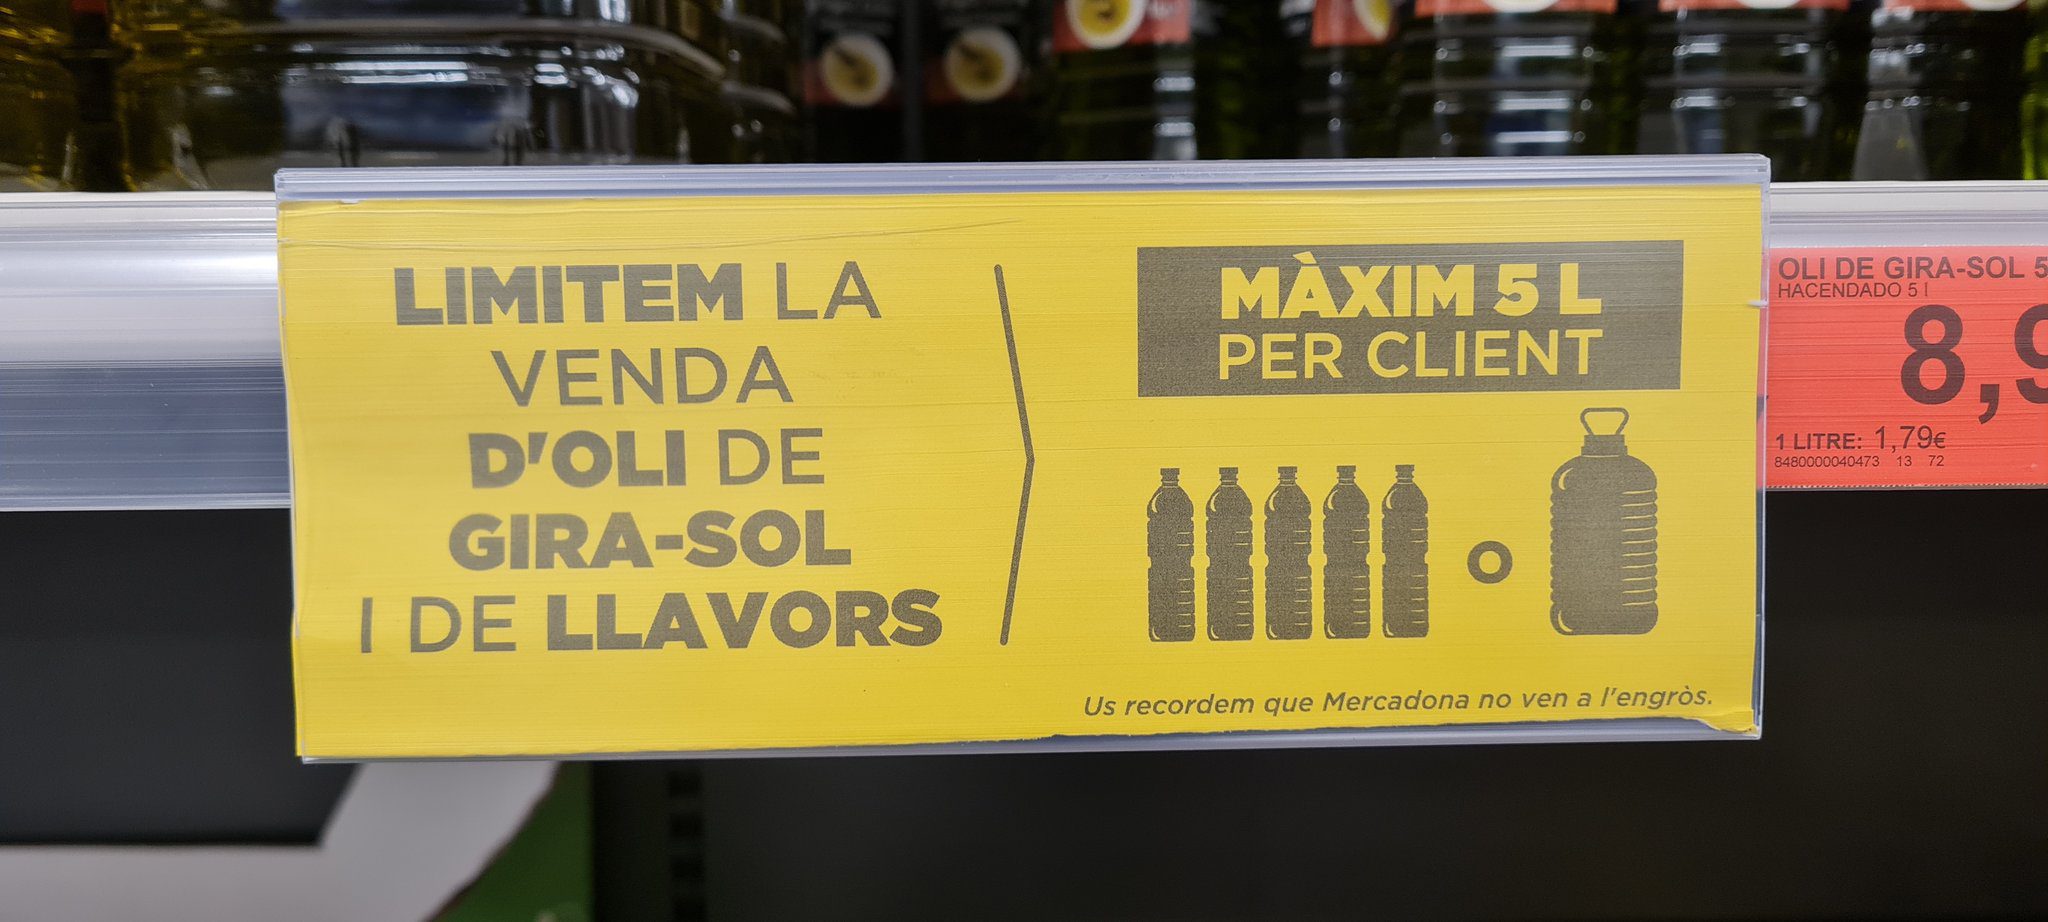 LIMITEM LA
VENDA
D'OLI DE
GIRA-SOL
I DE LLAVORS
MÀXIM 5 L
PER CLIENT
O
Us recordem que Mercadona no ven a l'engròs.
OLI DE GIRA-SOL 5
HACENDADO 5 l
8,9
1 LITRE: 1,79€
8480000040473 13 72